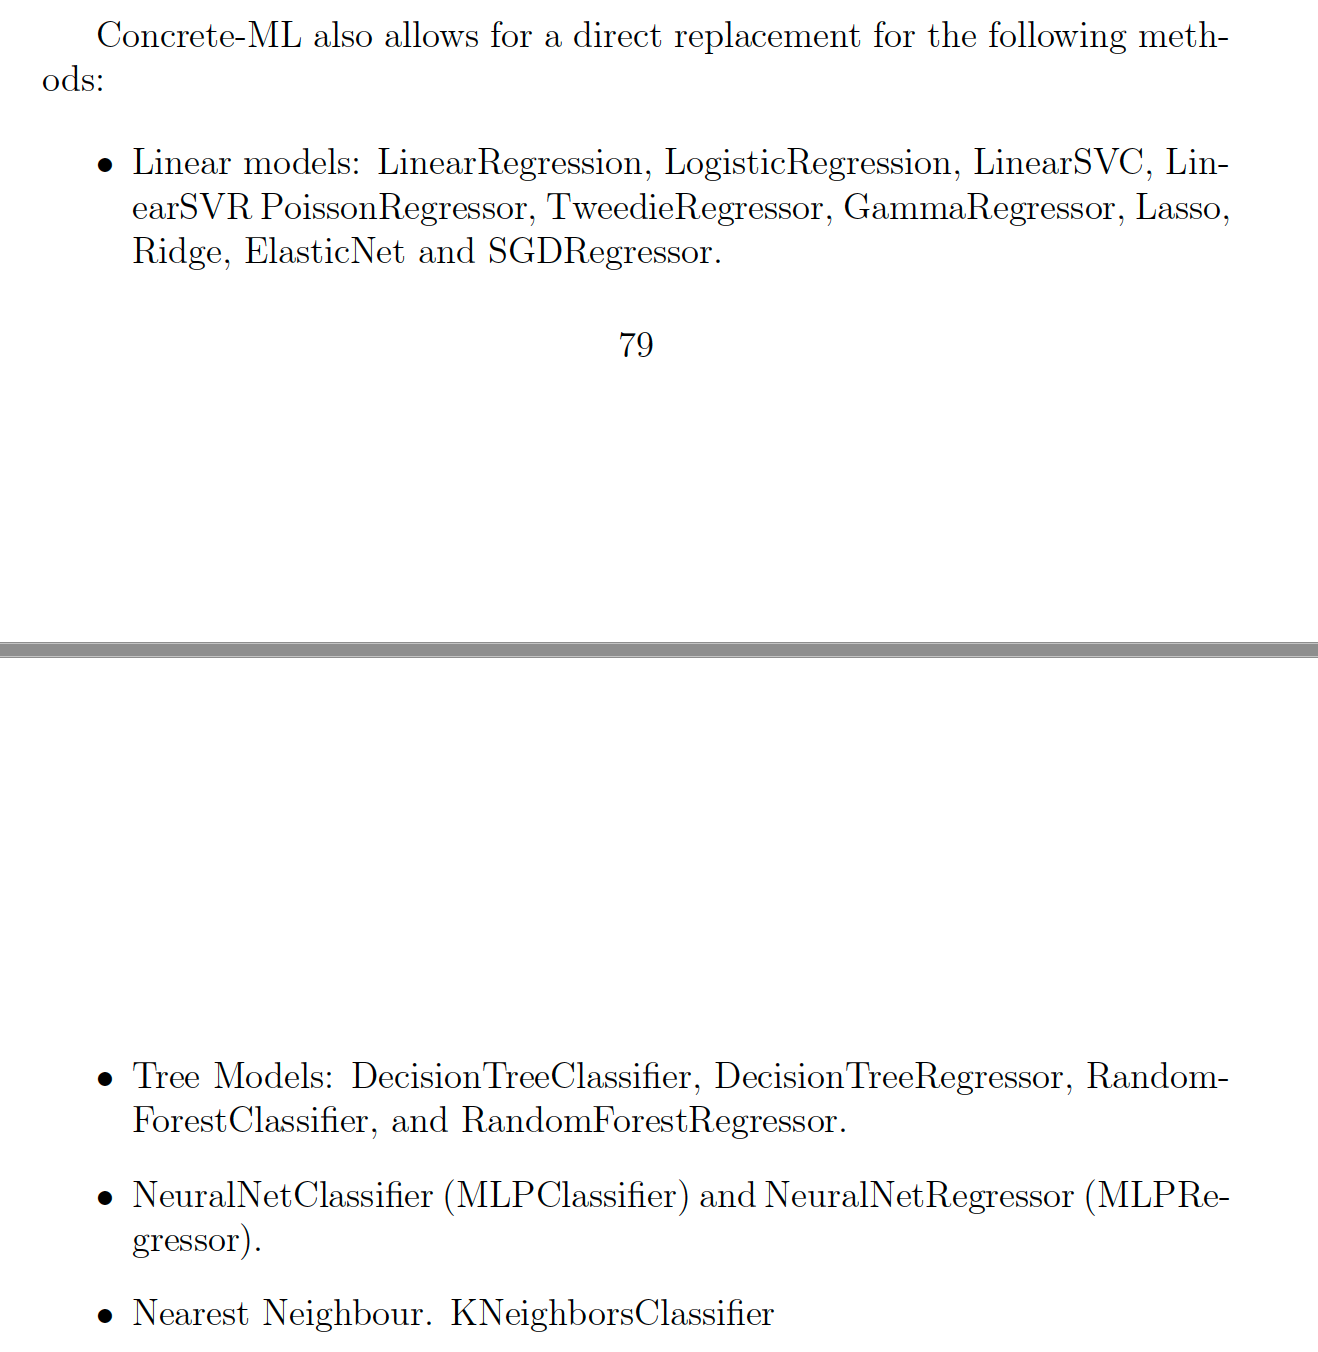 Concrete-ML also allows for a direct replacement for the following meth-
ods:
• Linear models: LinearRegression, LogisticRegression, LinearSVC, Lin-
earSVR PoissonRegressor, TweedieRegressor, GammaRegressor, Lasso,
Ridge, ElasticNet and SGDRegressor.
79
• Tree Models: DecisionTreeClassifier, DecisionTreeRegressor, Random-
ForestClassifier, and RandomForestRegressor.
• NeuralNetClassifier (MLPClassifier) and NeuralNetRegressor (MLPRe-
gressor).
• Nearest Neighbour. KNeighborsClassifier